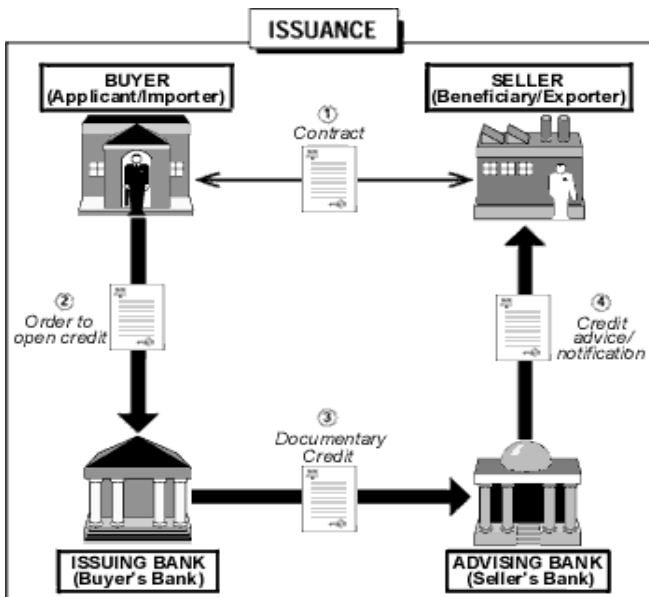 ISSUANCE
BUYER
(Applicant/Importer)
SELLER
(Beneficiary/Exporter)
1
Contract
2
Order to
open credit
4
Credit
advice/
notification
3
Documentary
Credit
ISSUING BANK
(Buyer's Bank)
ADVISING BANK
(Seller's Bank)